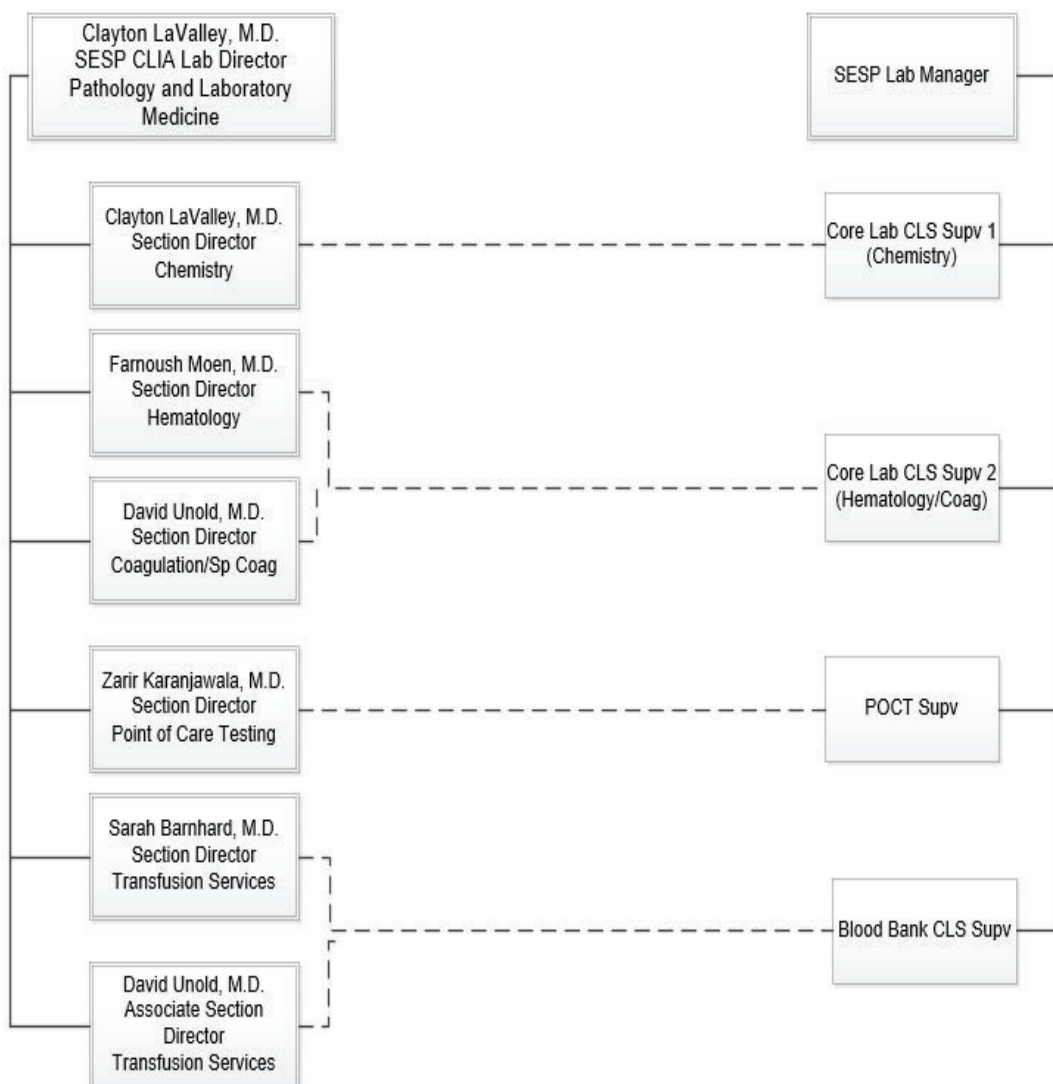 Clayton LaValley, M.D.
SESP CLIA Lab Director
Pathology and Laboratory
Medicine
SESP Lab Manager
Clayton LaValley, M.D.
Section Director
Chemistry
Core Lab CLS Supv 1
(Chemistry)
Farnoush Moen, M.D.
Section Director
Hematology
Core Lab CLS Supv 2
(Hematology/Coag)
David Unold, M.D.
Section Director
Coagulation/Sp Coag
Zarir Karanjawala, M.D.
Section Director
Point of Care Testing
POCT Supv
Sarah Barnhard, M.D.
Section Director
Transfusion Services
Blood Bank CLS Supv
David Unold, M.D.
Associate Section
Director
Transfusion Services